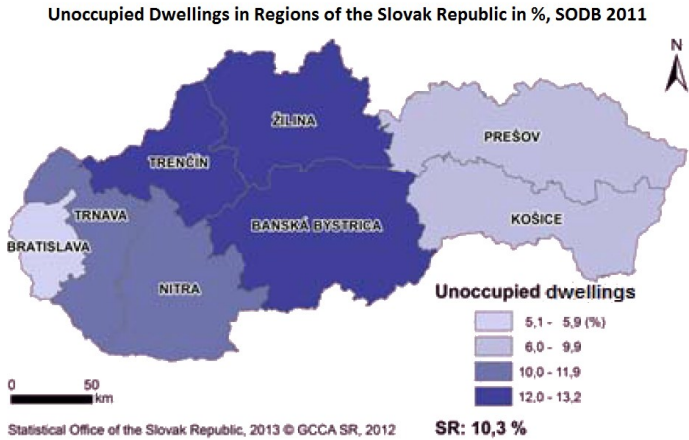 Unoccupied Dwellings in Regions of the Slovak Republic in %, SODB 2011
N
ŽILINA
PREŠOV
TRENČÍN
TRNAVA
KOŠICE
BANSKÁ BYSTRICA
BRATISLAVA
NITRA
Unoccupied dwellings
5,1 - 5,9 (%)
6,0 - 9,9
10,0 - 11,9
12,0 - 13,2
0 50
km
Statistical Office of the Slovak Republic, 2013 © GCCA SR, 2012
SR: 10,3 %